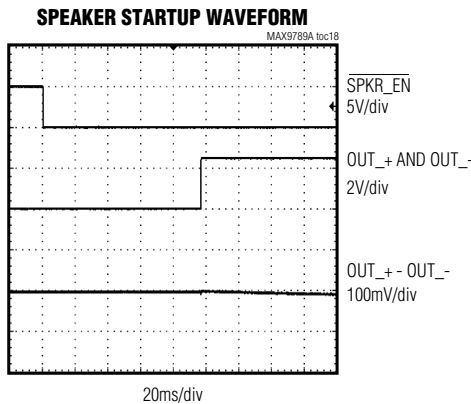 SPEAKER STARTUP WAVEFORM
MAX9789A toc18
SPKR_EN
5V/div
OUT_+ AND OUT_-
2V/div
OUT_+ - OUT_-
100mV/div
20ms/div